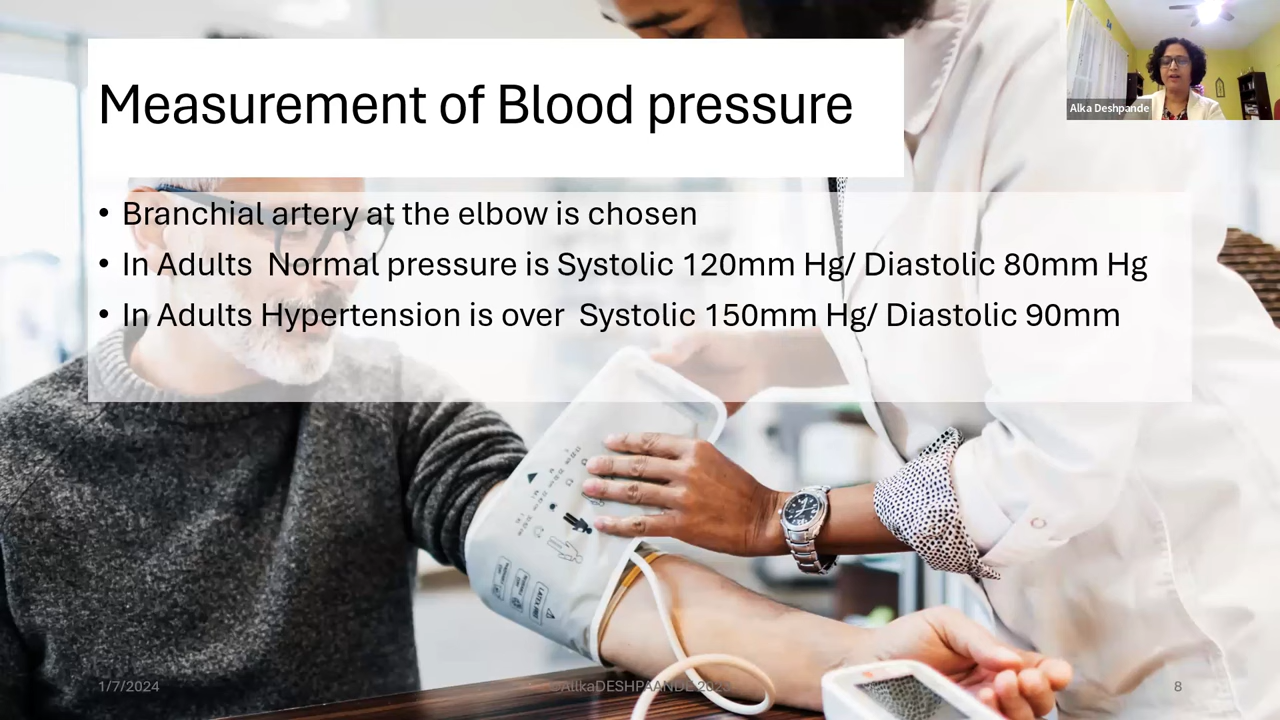 Measurement of Blood pressure
Alka Deshpande
• Branchial artery at the elbow is chosen
• In Adults  Normal pressure is Systolic 120mm Hg/ Diastolic 80mm Hg
• In Adults Hypertension is over  Systolic 150mm Hg/ Diastolic 90mm
LATEX FREE
1/7/2024
8